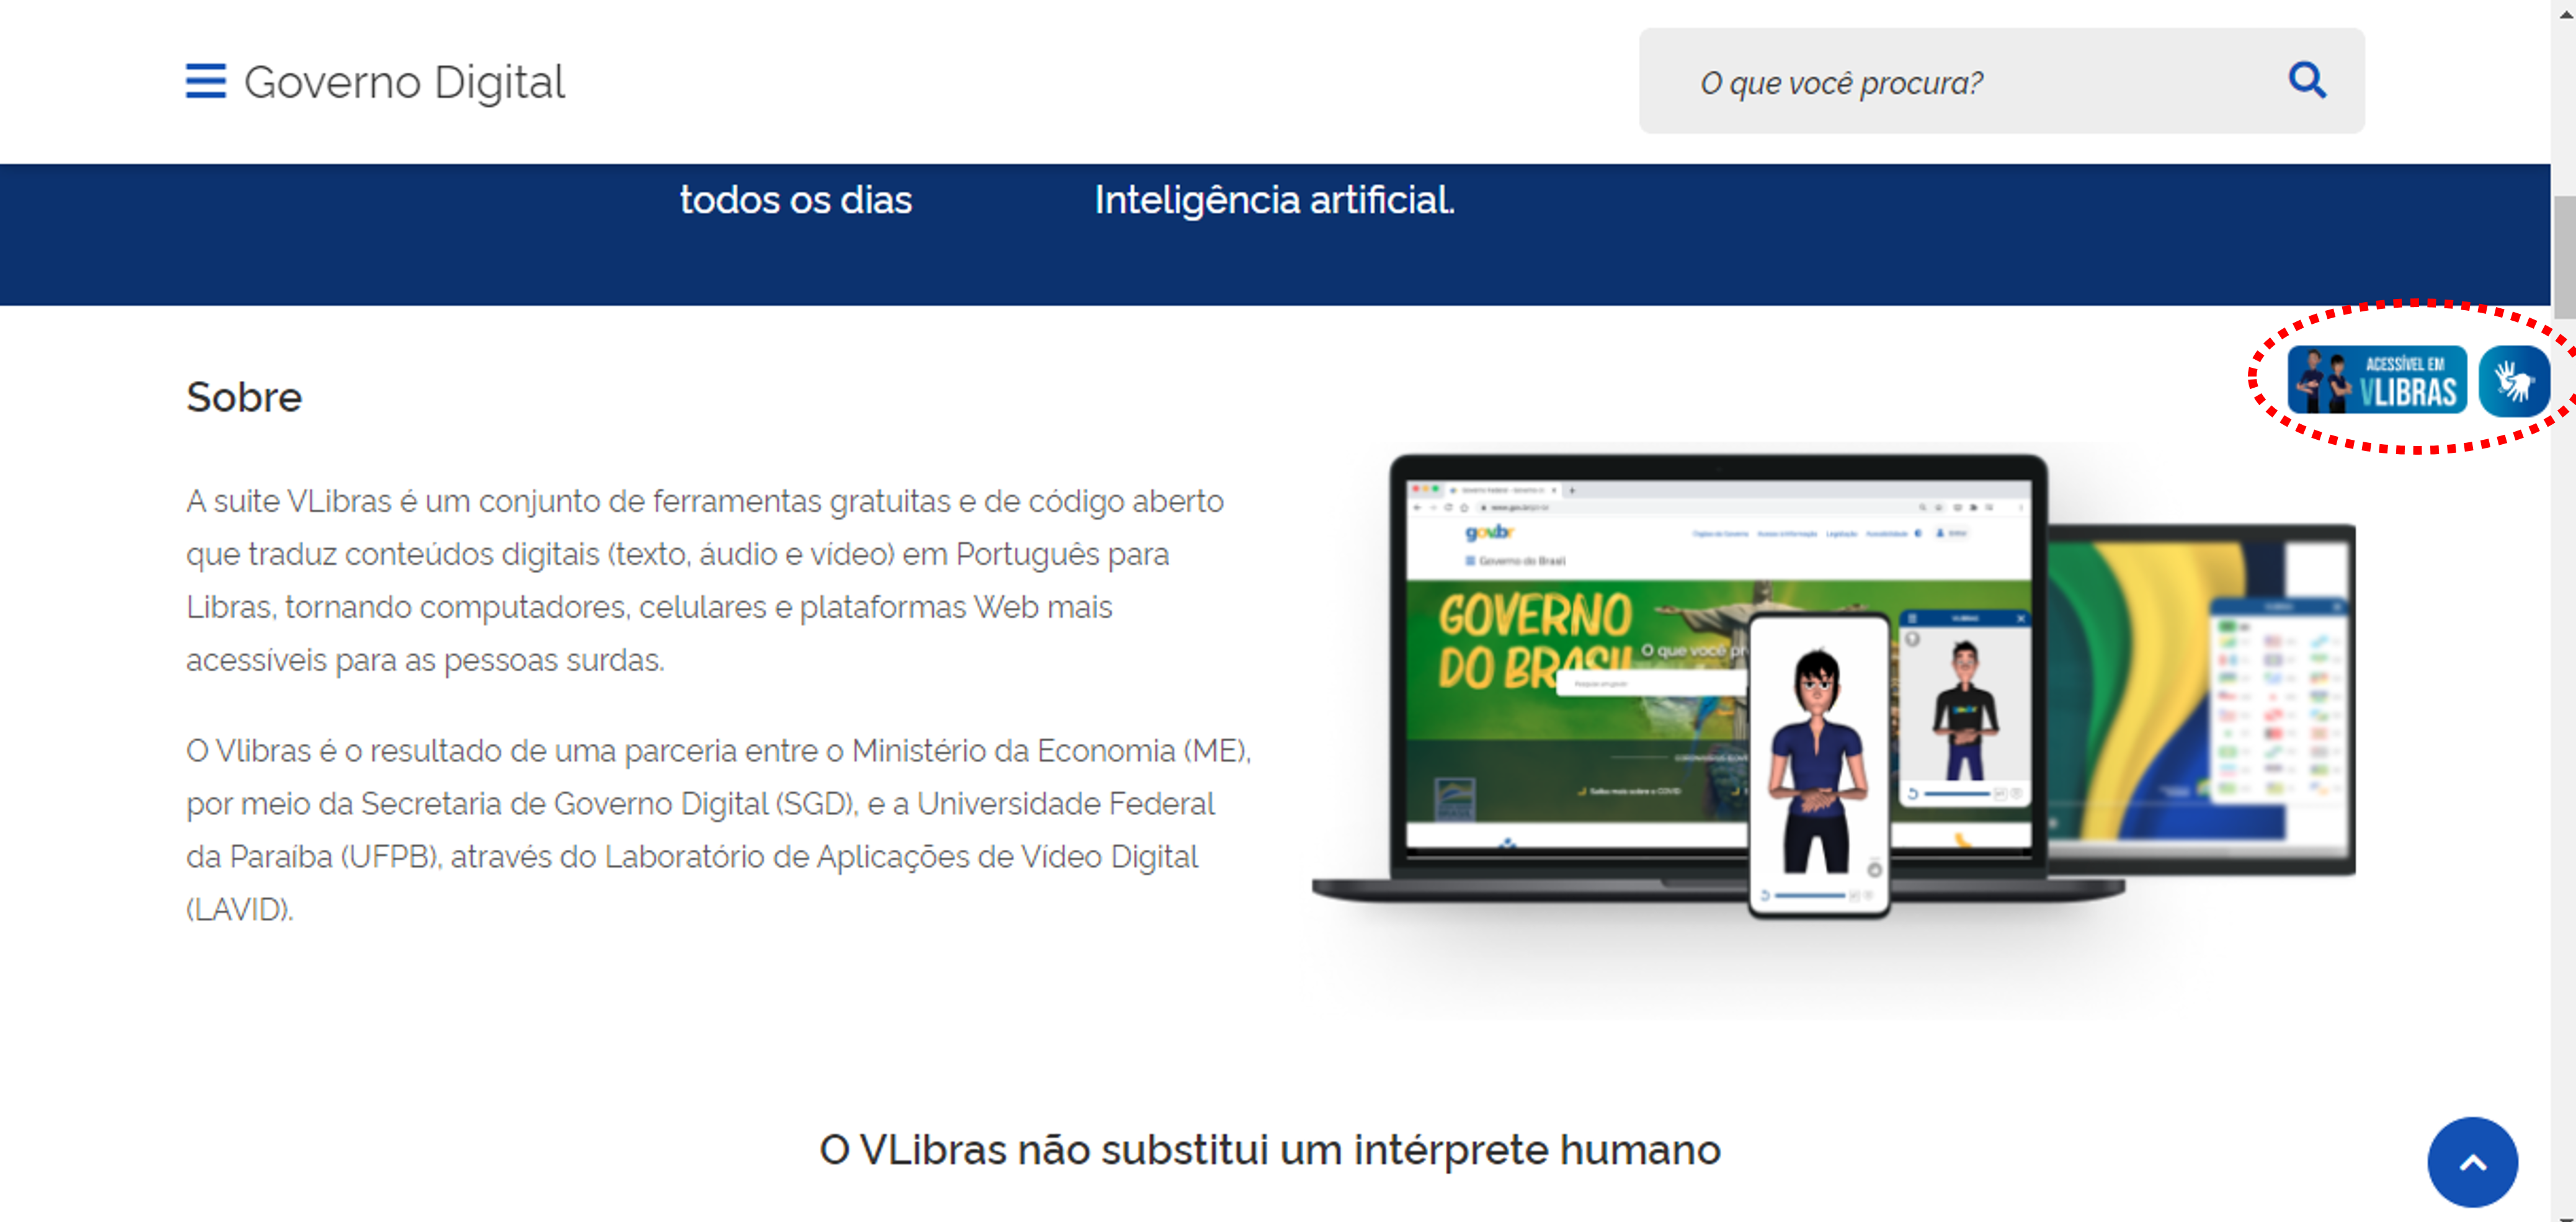 Governo Digital
O que você procura?
todos os dias
Inteligência artificial.
ACESSÍVEL EM
VLIBRAS
Sobre
A suite VLibras é um conjunto de ferramentas gratuitas e de código aberto
que traduz conteúdos digitais (texto, áudio e vídeo) em Português para
Libras, tornando computadores, celulares e plataformas Web mais
acessíveis para as pessoas surdas.
O Vlibras é o resultado de uma parceria entre o Ministério da Economia (ME),
por meio da Secretaria de Governo Digital (SGD), e a Universidade Federal
da Paraíba (UFPB), através do Laboratório de Aplicações de Vídeo Digital
(LAVID).
gov.br
Governo do Brasil
GOVERNO
DO BRASIL
O que você pr
VLIBRAS
gov.br
O VLibras não substitui um intérprete humano